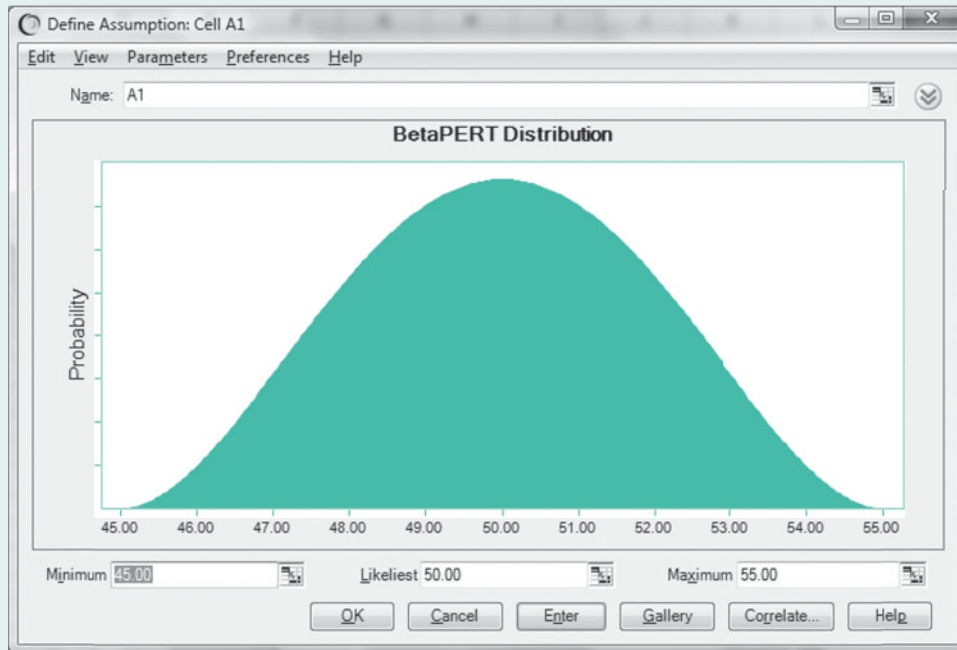 Define Assumption: Cell A1
Edit View Parameters Preferences Help
Name: A1
BetaPERT Distribution
Probability
45.00 46.00 47.00 48.00 49.00 50.00 51.00 52.00 53.00 54.00 55.00
Minimum 45.00 Likeliest 50.00 Maximum 55.00
OK Cancel Enter Gallery Correlate... Help